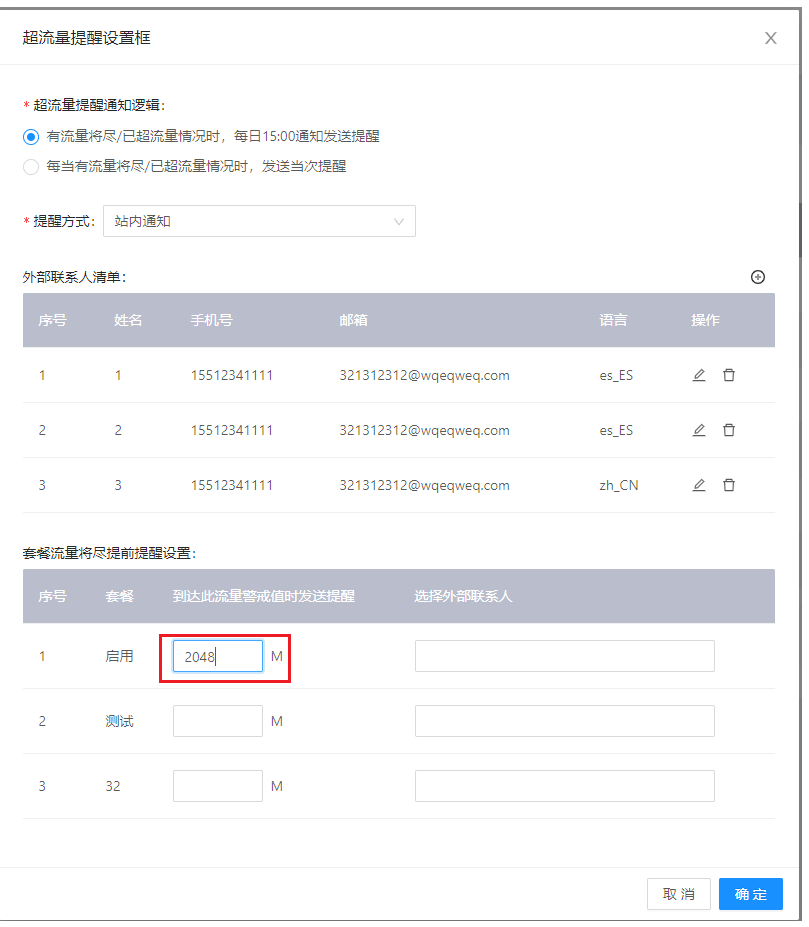 超流量提醒设置框
* 超流量提醒通知逻辑：
有流量将尽/已超流量情况时，每日15:00通知发送提醒
每当有流量将尽/已超流量情况时，发送当次提醒
* 提醒方式： 站内通知
外部联系人清单：
序号 姓名 手机号 邮箱 语言 操作
1 1 15512341111 321312312@wqeqweq.com es_ES
2 2 15512341111 321312312@wqeqweq.com es_ES
3 3 15512341111 321312312@wqeqweq.com zh_CN
套餐流量将尽提前提醒设置：
序号 套餐 到达此流量警戒值时发送提醒 选择外部联系人
1 启用 2048 M
2 测试 M
3 32 M
取消 确定